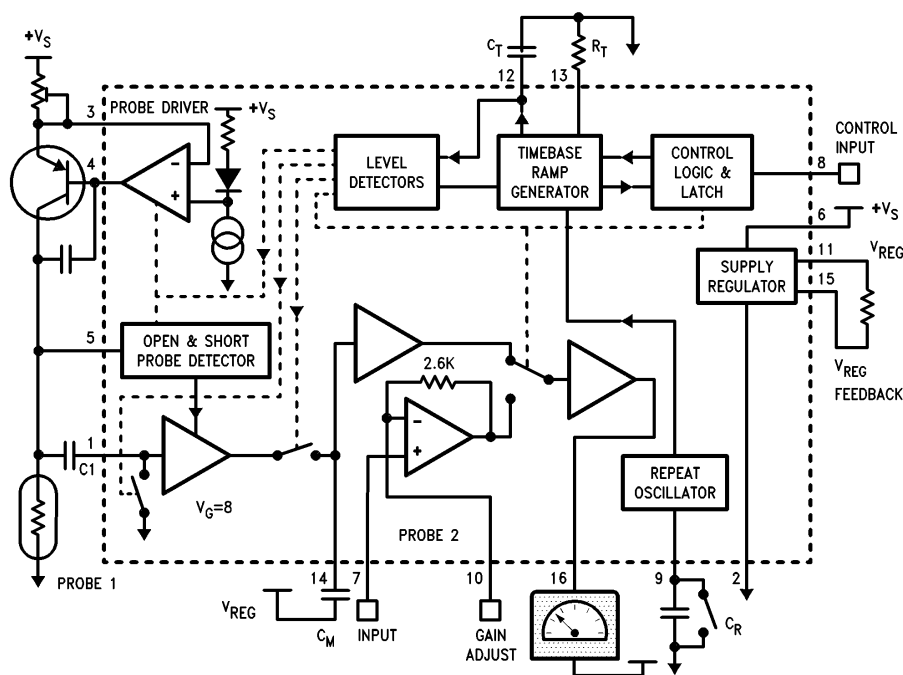 +VS
CT
RT
12
13
3
PROBE DRIVER
+VS
4
−
+
LEVEL
DETECTORS
TIMEBASE
RAMP
GENERATOR
CONTROL
LOGIC &
LATCH
CONTROL
INPUT
8
6
+VS
SUPPLY
REGULATOR
11
VREG
15
VREG
FEEDBACK
5
OPEN & SHORT
PROBE DETECTOR
2.6K
−
+
1
C1
VG=8
REPEAT
OSCILLATOR
PROBE 2
PROBE 1
14
7
10
16
9
2
VREG
CM
INPUT
GAIN
ADJUST
CR